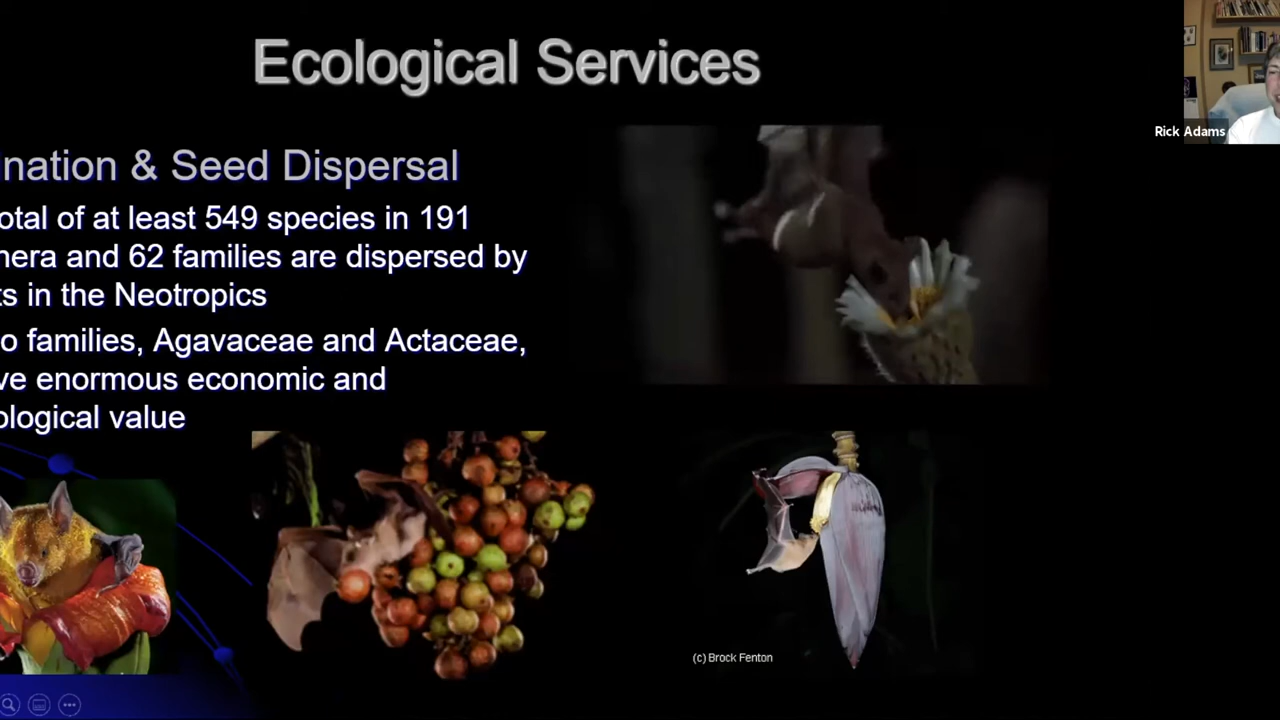 Ecological Services
Rick Adams
ination & Seed Dispersal
otal of at least 549 species in 191
nera and 62 families are dispersed by
ts in the Neotropics
o families, Agavaceae and Actaceae,
ve enormous economic and
ological value
(c) Brock Fenton